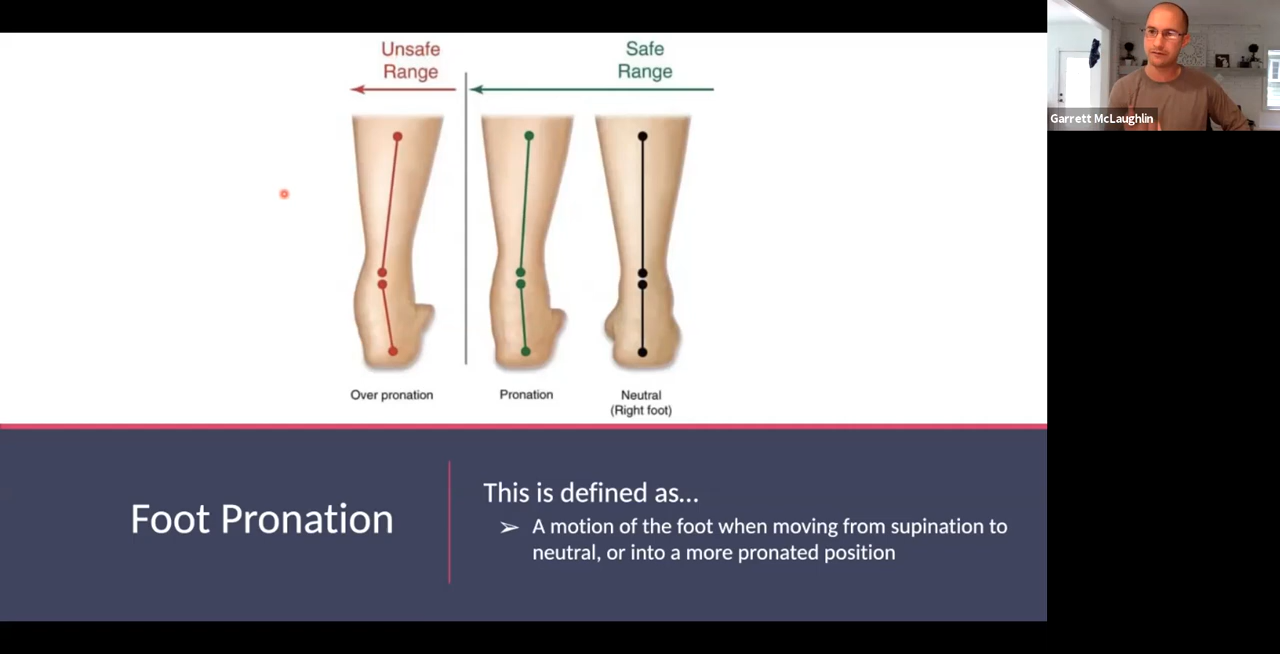 Unsafe
Range
Safe
Range
Garrett McLaughlin
Over pronation
Pronation
Neutral
(Right foot)
Foot Pronation
This is defined as...
➢ A motion of the foot when moving from supination to
neutral, or into a more pronated position